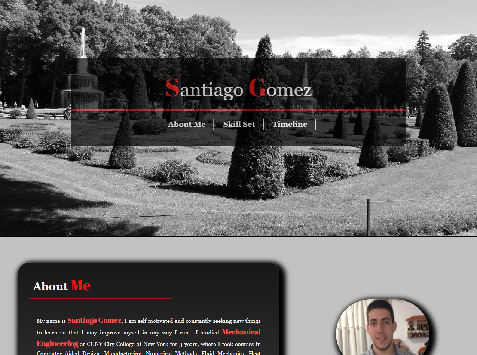 Santiago Gomez
About Me
Skill Set
Timeline
About Me
My name is Santiago Gomez. I am self motivated and constantly seeking new things
to learn so that I may improve myself in any way I can. I studied Mechanical
Engineering at CUNY City College of New York for 3 years, where I took courses in
Computer Aided Design, Manufacturing, Numerical Methods, Fluid Mechanics, Heat